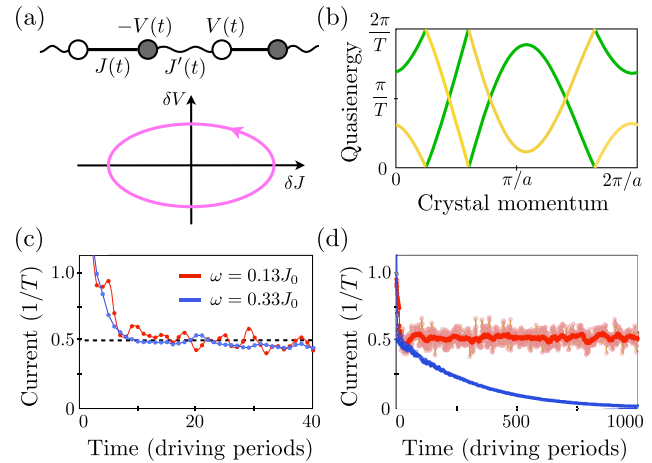 (a)
−V(t)
V(t)
J(t)
J′(t)
δV
δJ
(b)
Quasienergy
2π/T
π/T
0
0
π/a
2π/a
Crystal momentum
(c)
Current (1/T)
1.0
0.5
0
ω = 0.13J₀
ω = 0.33J₀
0
10
20
30
40
Time (driving periods)
(d)
Current (1/T)
1.0
0.5
0
0
500
1000
Time (driving periods)